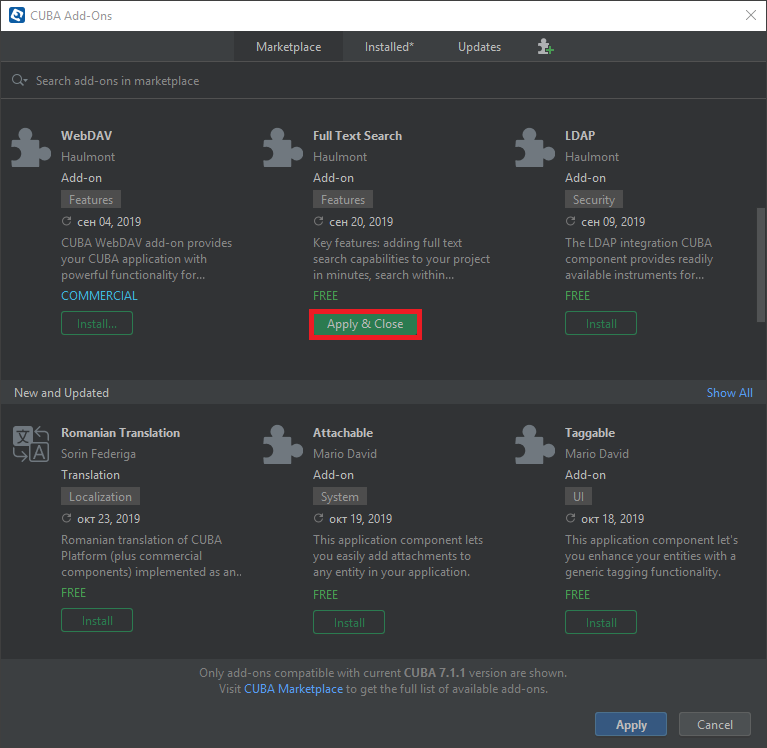 CUBA Add-Ons
Marketplace
Installed*
Updates
Search add-ons in marketplace
WebDAV
Haulmont
Add-on
Features
сен 04, 2019
CUBA WebDAV add-on provides
your CUBA application with
powerful functionality for...
COMMERCIAL
Install...
Full Text Search
Haulmont
Add-on
Features
сен 20, 2019
Key features: adding full text
search capabilities to your project
in minutes, search within...
FREE
Apply & Close
LDAP
Haulmont
Add-on
Security
сен 09, 2019
The LDAP integration CUBA
component provides readily
available instruments for...
FREE
Install
New and Updated
Show All
文
A
Romanian Translation
Sorin Federiga
Translation
Localization
окт 23, 2019
Romanian translation of CUBA
Platform (plus commercial
components) implemented as an..
FREE
Install
Attachable
Mario David
Add-on
System
окт 19, 2019
This application component lets
you easily add attachments to
any entity in your application.
FREE
Install
Taggable
Mario David
Add-on
UI
окт 18, 2019
This application component let's
you enhance your entities with a
generic tagging functionality.
FREE
Install
Only add-ons compatible with current CUBA 7.1.1 version are shown.
Visit CUBA Marketplace to get the full list of available add-ons.
Apply
Cancel